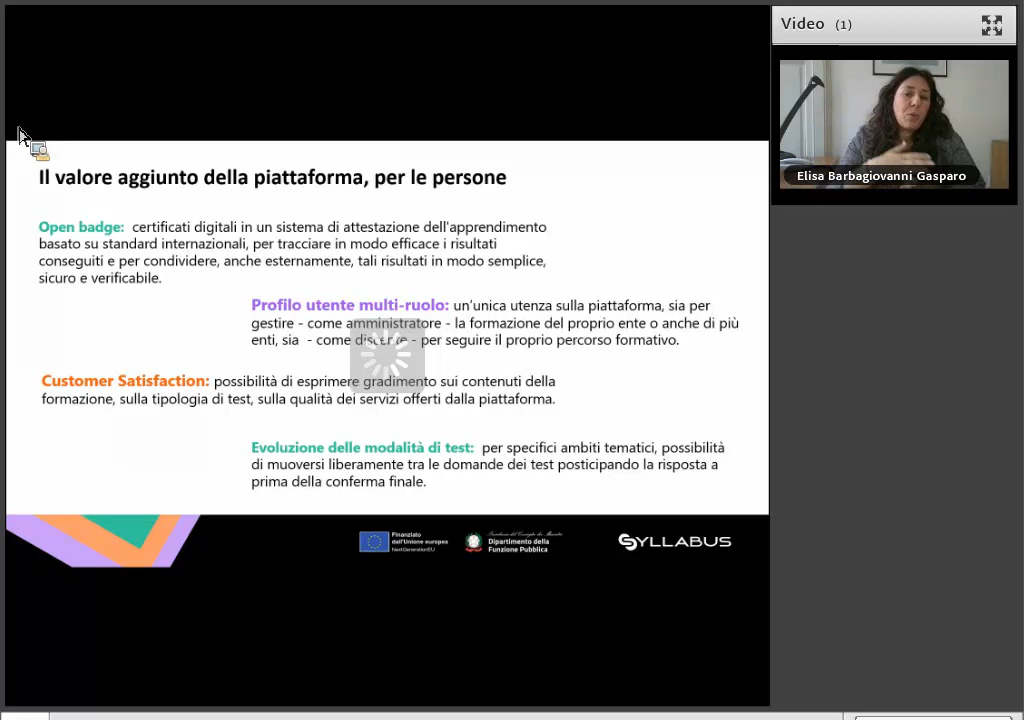 Video (1)
Elisa Barbagiovanni Gasparo
Il valore aggiunto della piattaforma, per le persone
Open badge: certificati digitali in un sistema di attestazione dell'apprendimento
basato su standard internazionali, per tracciare in modo efficace i risultati
conseguiti e per condividere, anche esternamente, tali risultati in modo semplice,
sicuro e verificabile.
Profilo utente multi-ruolo: un'unica utenza sulla piattaforma, sia per
gestire - come amministratore - la formazione del proprio ente o anche di più
enti, sia - come discente - per seguire il proprio percorso formativo.
Customer Satisfaction: possibilità di esprimere gradimento sui contenuti della
formazione, sulla tipologia di test, sulla qualità dei servizi offerti dalla piattaforma.
Evoluzione delle modalità di test: per specifici ambiti tematici, possibilità
di muoversi liberamente tra le domande dei test posticipando la risposta a
prima della conferma finale.
Finanziato
dall'Unione europea
NextGenerationEU
Presidenza del Consiglio dei Ministri
Dipartimento della
Funzione Pubblica
SYLLABUS